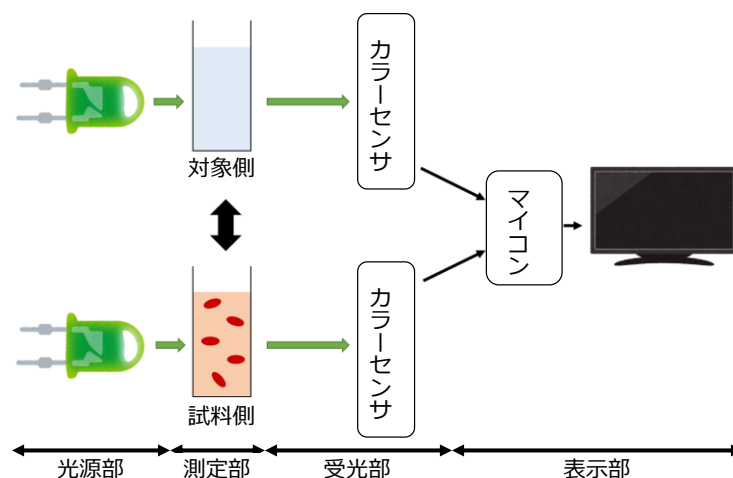 対象側
カラーセンサ
マイコン
カラーセンサ
試料側
光源部
測定部
受光部
表示部